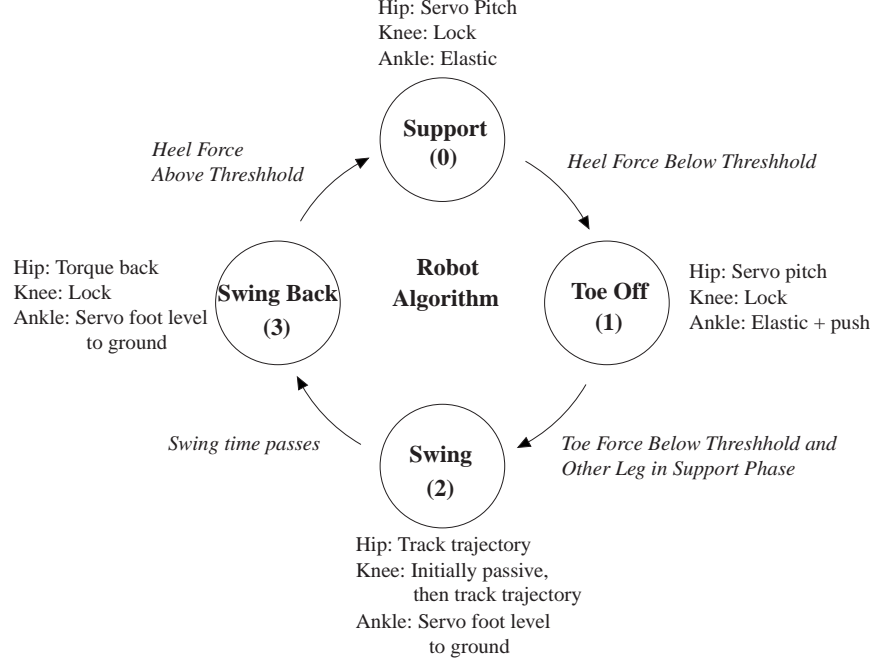 Hip: Servo Pitch
Knee: Lock
Ankle: Elastic
Support
(0)
Heel Force
Above Threshhold
Heel Force Below Threshhold
Hip: Torque back
Knee: Lock
Ankle: Servo foot level
to ground
Swing Back
(3)
Robot
Algorithm
Toe Off
(1)
Hip: Servo pitch
Knee: Lock
Ankle: Elastic + push
Swing time passes
Swing
(2)
Toe Force Below Threshhold and
Other Leg in Support Phase
Hip: Track trajectory
Knee: Initially passive,
then track trajectory
Ankle: Servo foot level
to ground